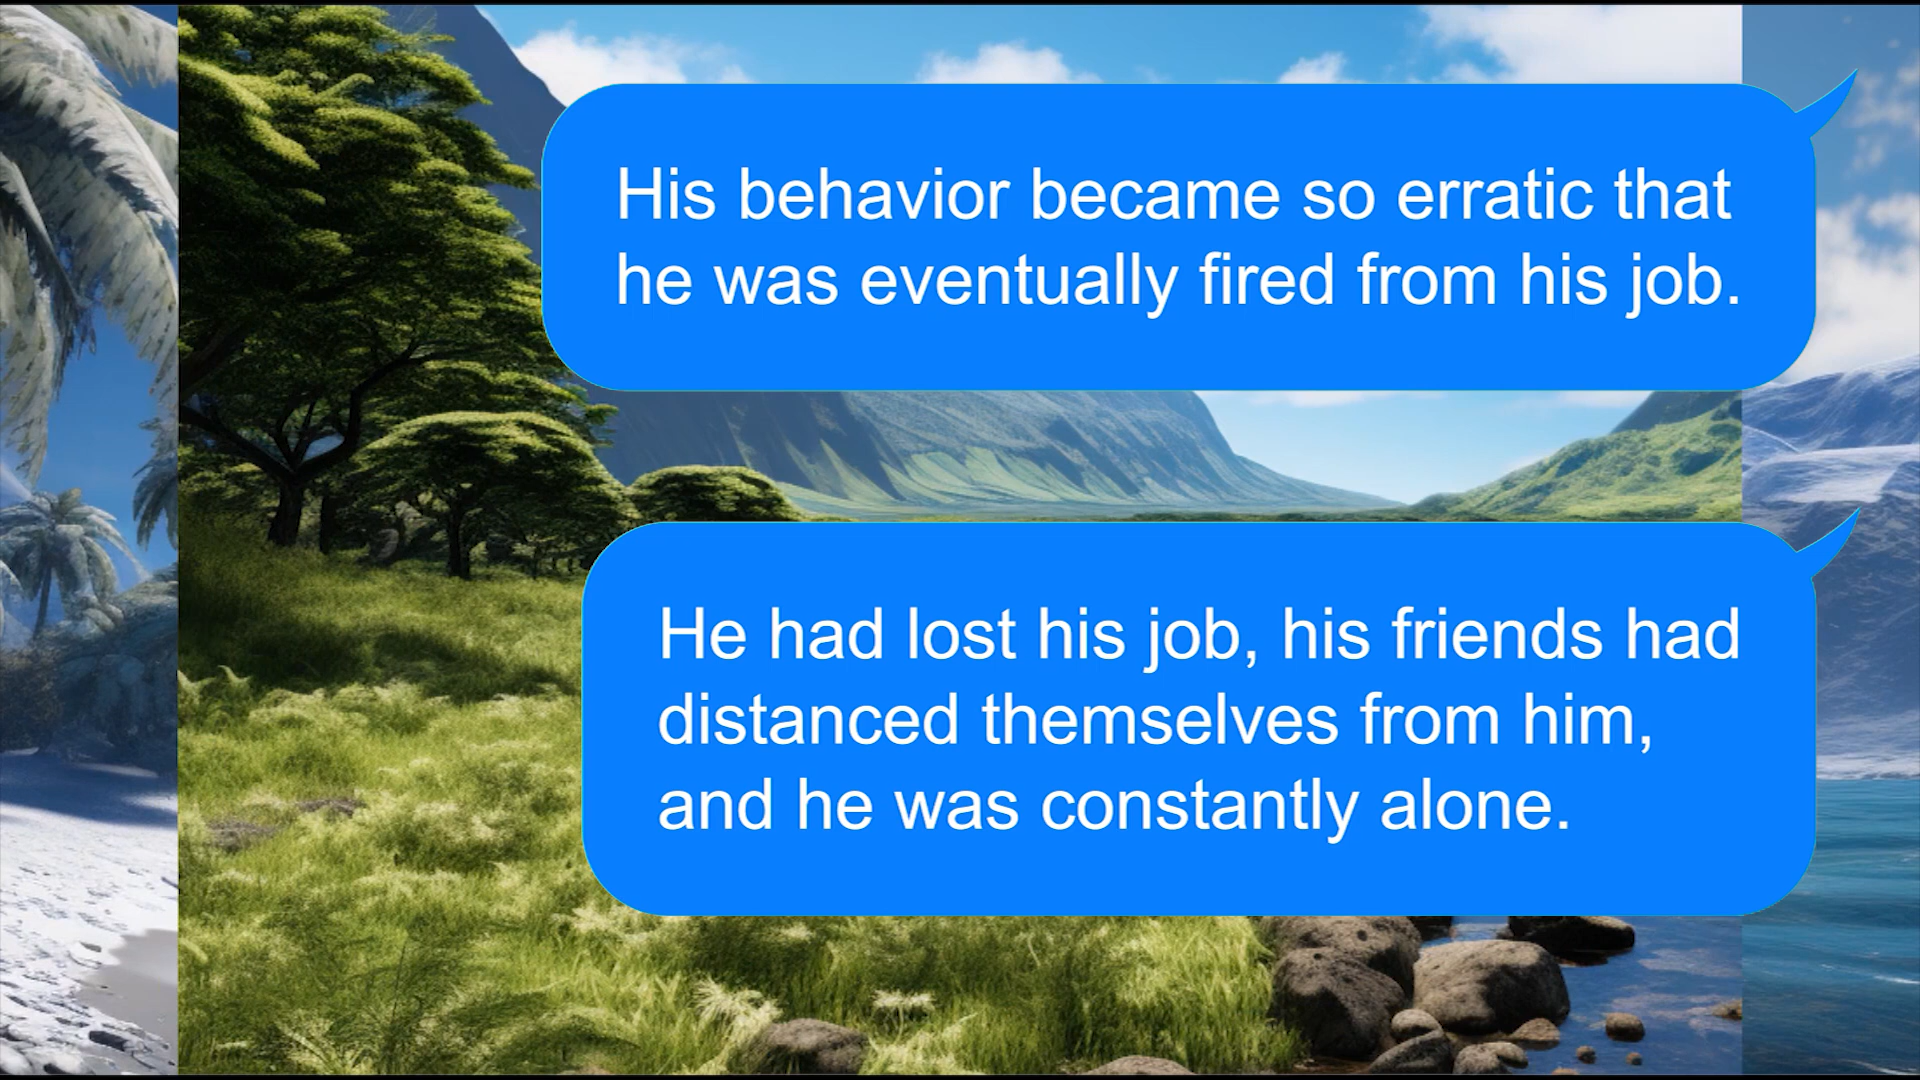 His behavior became so erratic that
he was eventually fired from his job.
He had lost his job, his friends had
distanced themselves from him,
and he was constantly alone.